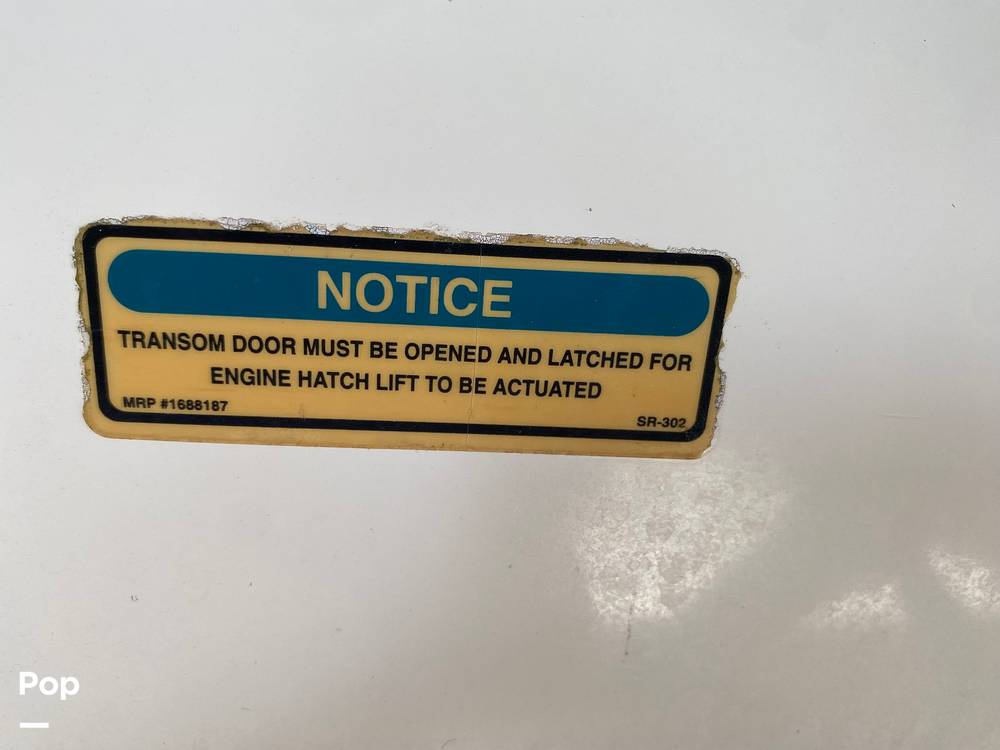 NOTICE
TRANSOM DOOR MUST BE OPENED AND LATCHED FOR
ENGINE HATCH LIFT TO BE ACTUATED
MRP #1688187
SR-302
Pop